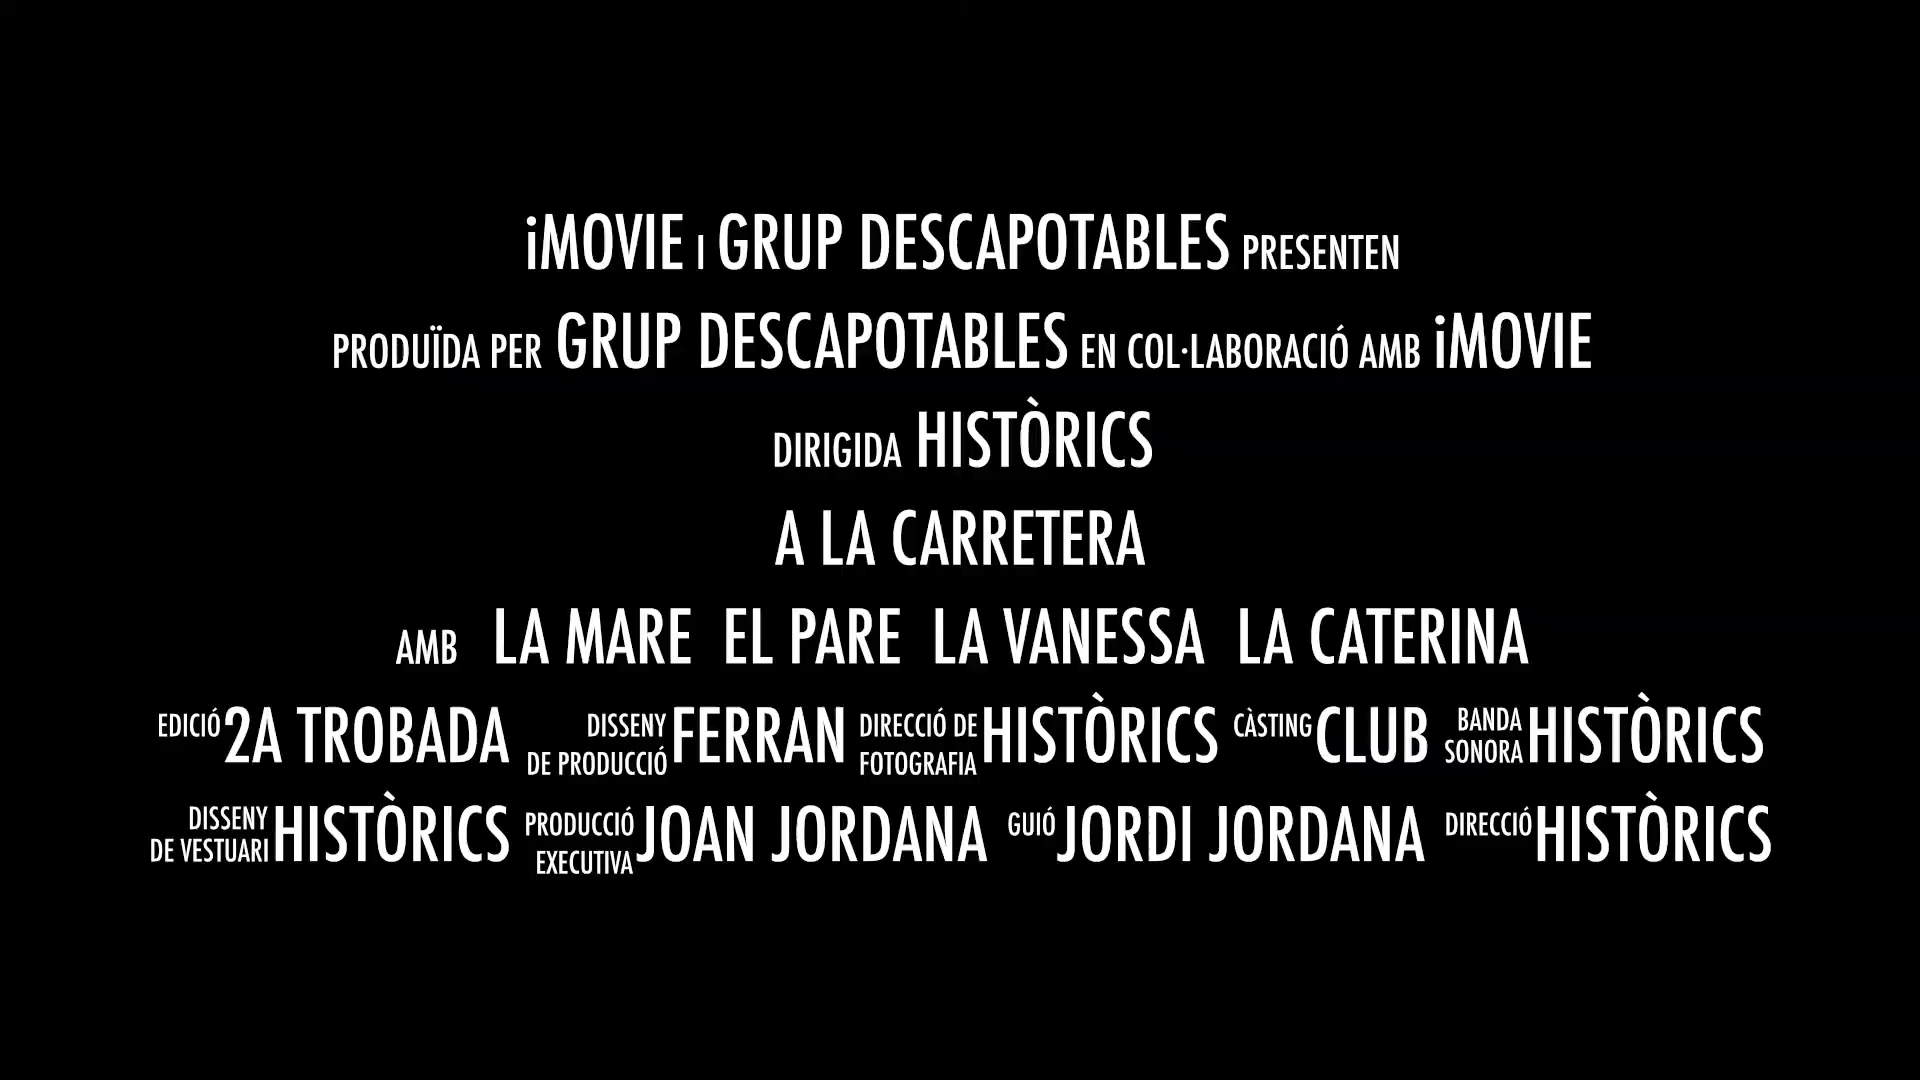 iMOVIE I GRUP DESCAPOTABLES PRESENTEN
PRODUÏDA PER GRUP DESCAPOTABLES EN COL·LABORACIÓ AMB iMOVIE
DIRIGIDA HISTÒRICS
A LA CARRETERA
AMB LA MARE EL PARE LA VANESSA LA CATERINA
EDICIÓ 2A TROBADA DISSENY DE PRODUCCIÓ FERRAN DIRECCIÓ DE FOTOGRAFIA HISTÒRICS CÀSTING CLUB BANDA SONORA HISTÒRICS
DISSENY DE VESTUARI HISTÒRICS PRODUCCIÓ EXECUTIVA JOAN JORDANA GUIÓ JORDI JORDANA DIRECCIÓ HISTÒRICS